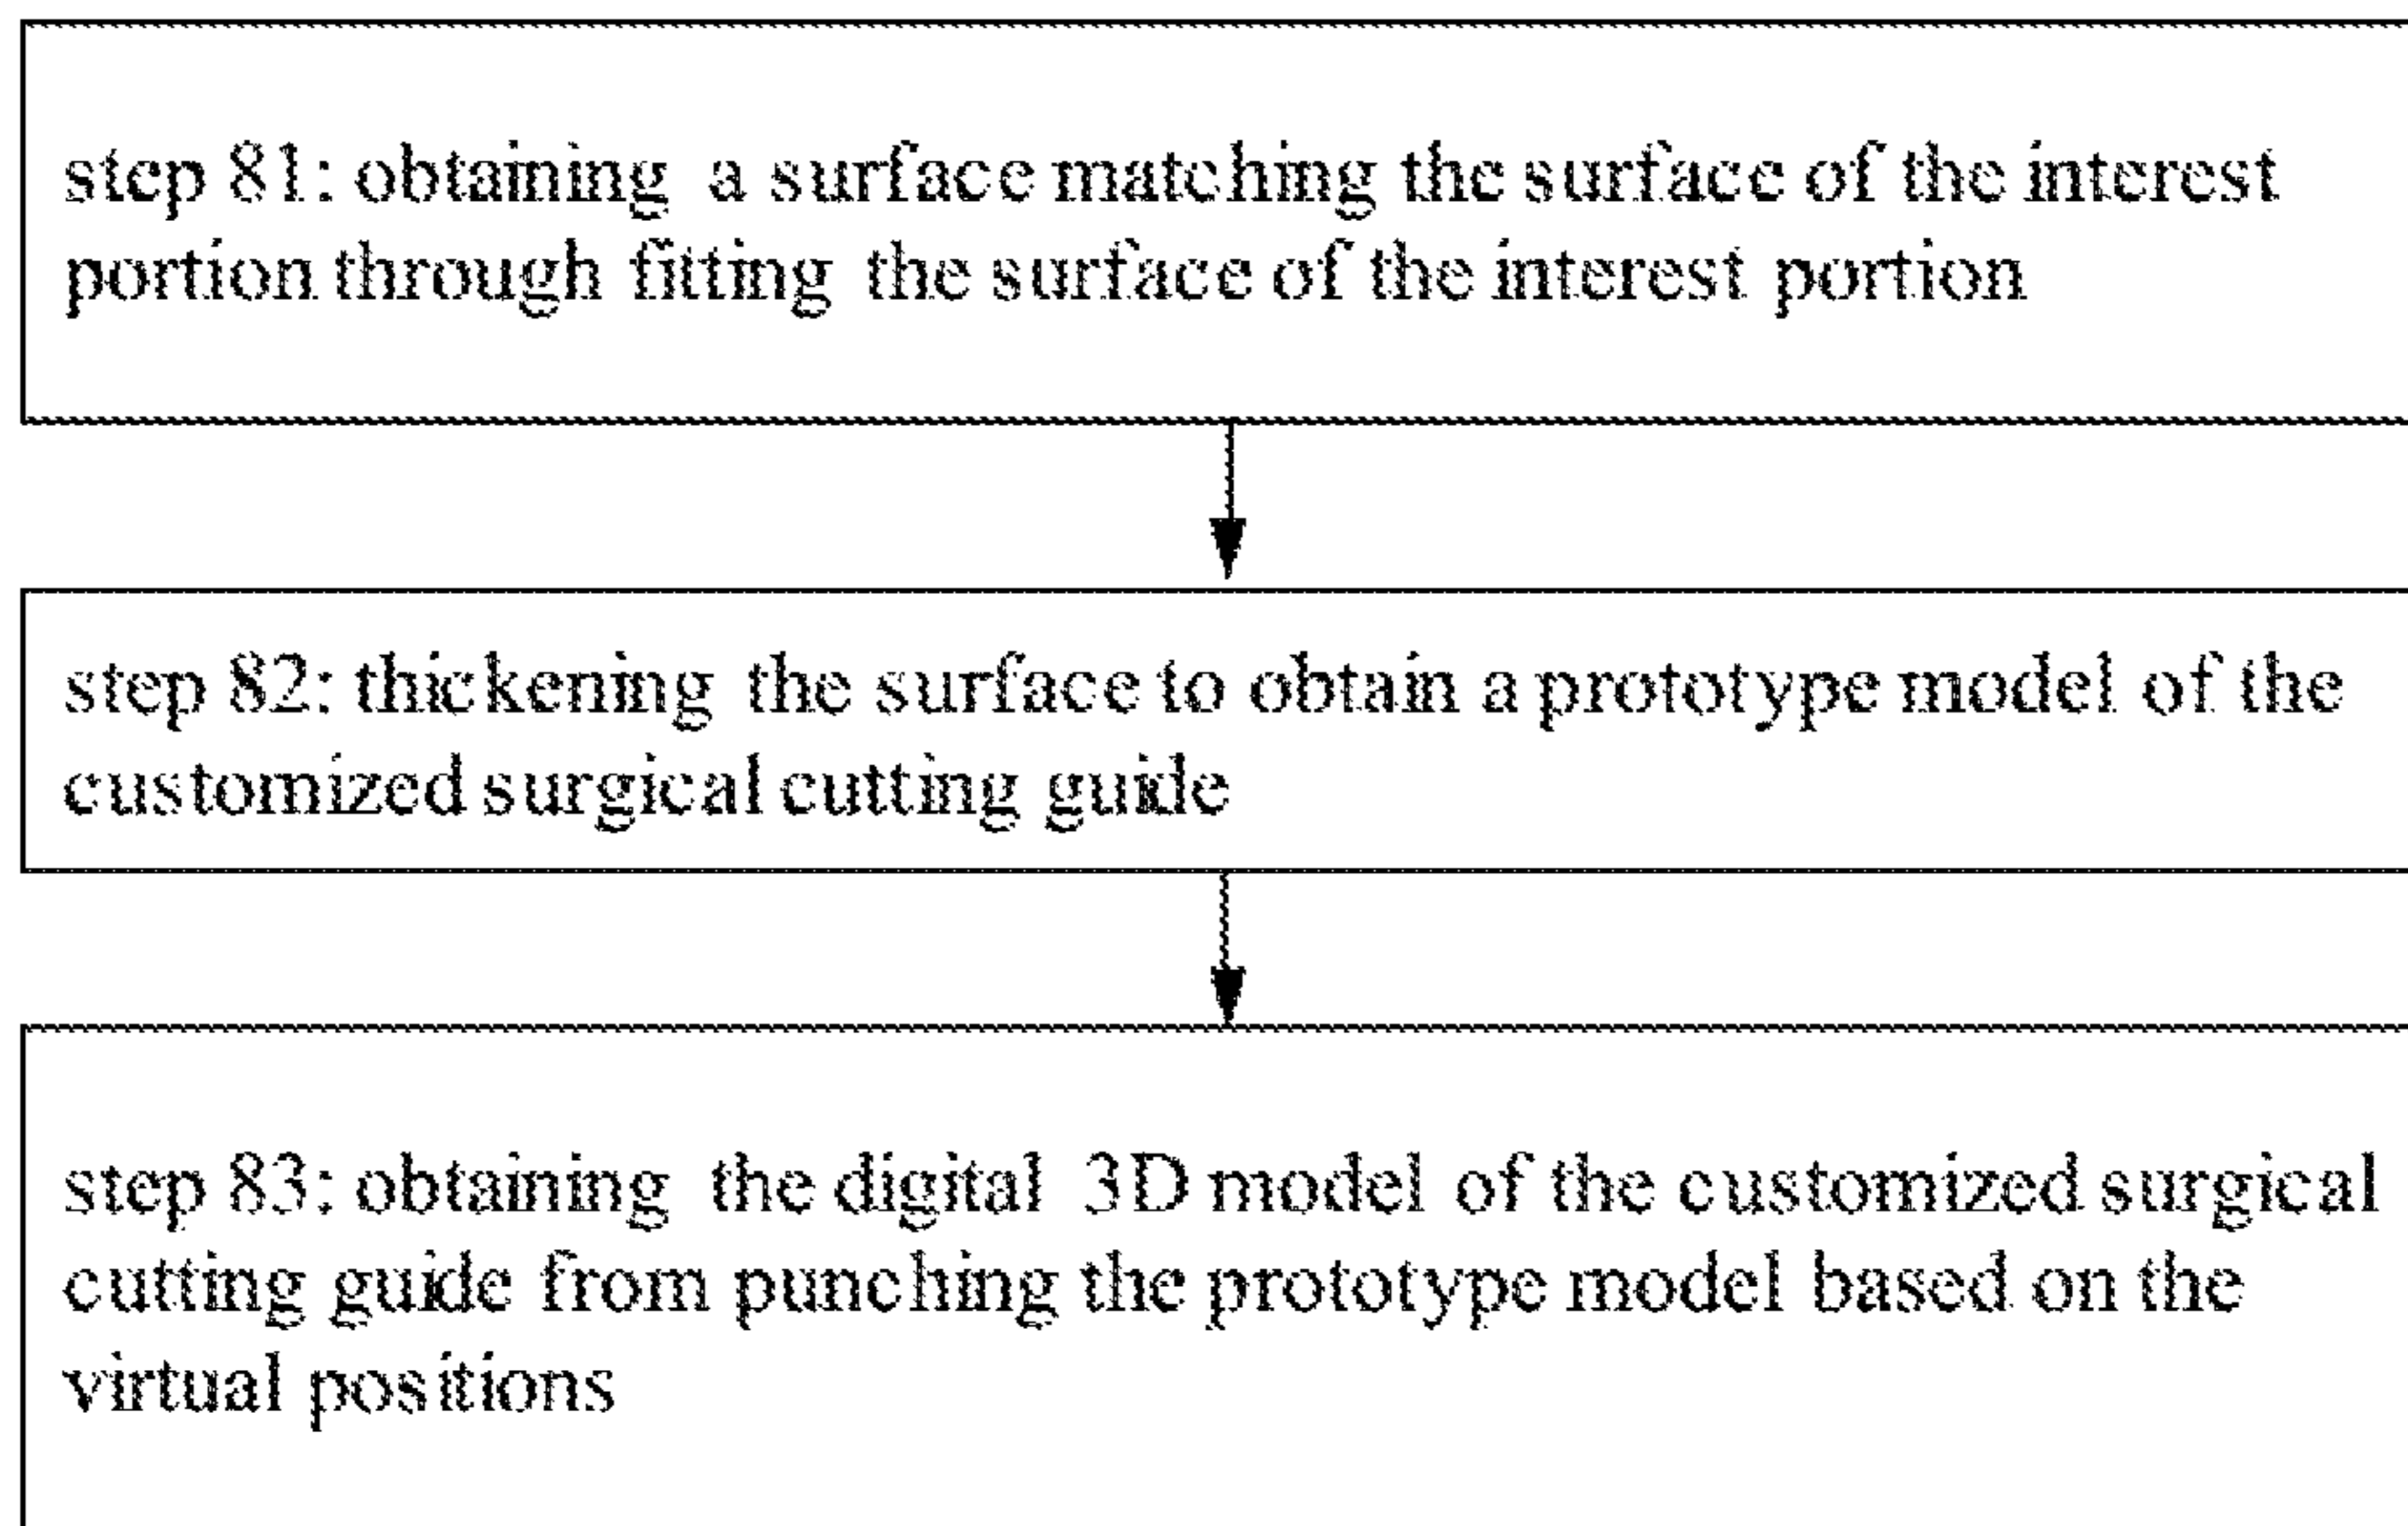 step 81: obtaining a surface matching the surface of the interest
portion through fitting the surface of the interest portion
step 82: thickening the surface to obtain a prototype model of the
customized surgical cutting guide
step 83: obtaining the digital 3D model of the customized surgical
cutting guide from punching the prototype model based on the
virtual positions